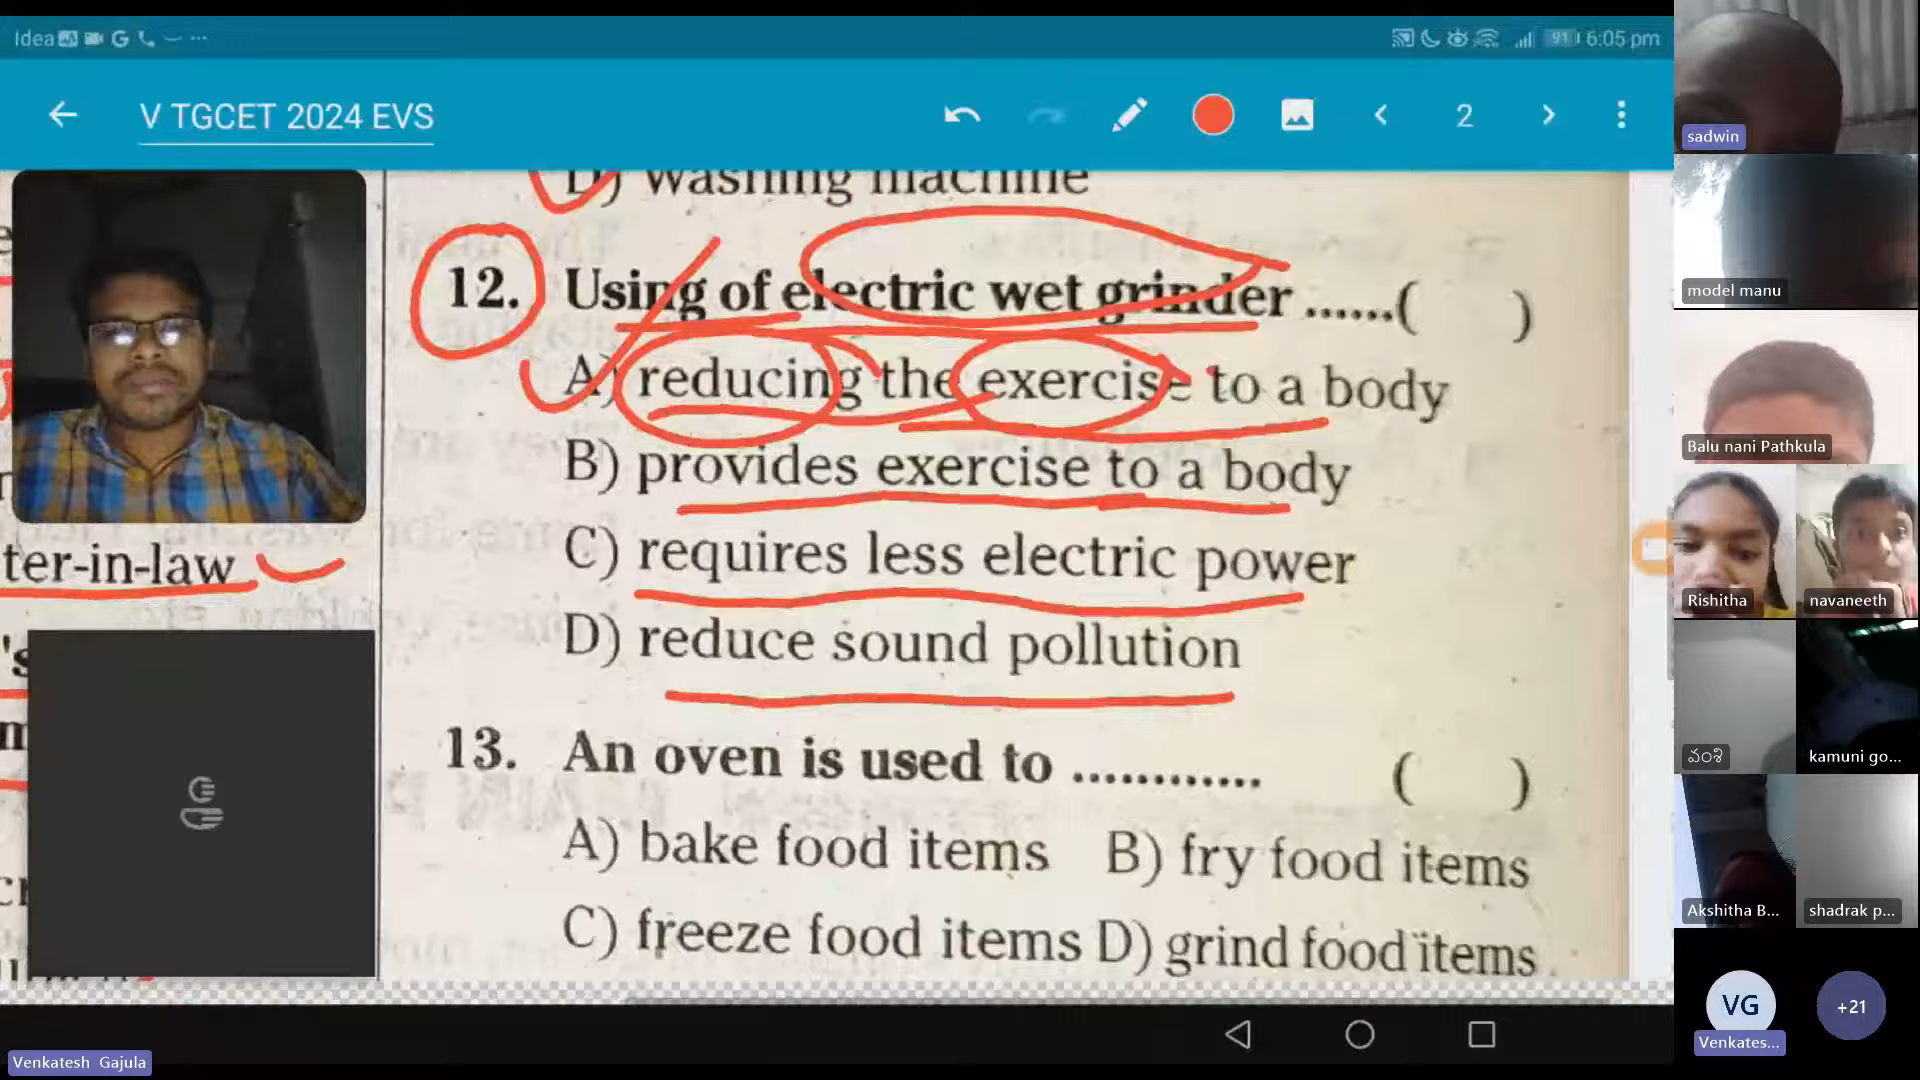 Idea
91 6:05 pm
V TGCET 2024 EVS
2
D) Washing machine
12. Using of electric wet grinder ......( )
A) reducing the exercise to a body
B) provides exercise to a body
C) requires less electric power
D) reduce sound pollution
13. An oven is used to ............ ( )
A) bake food items B) fry food items
C) freeze food items D) grind food items
ter-in-law
's
Venkatesh Gajula
sadwin
model manu
Balu nani Pathkula
Rishitha
navaneeth
వంశి
kamuni go...
Akshitha B...
shadrak p...
VG
+21
Venkates...